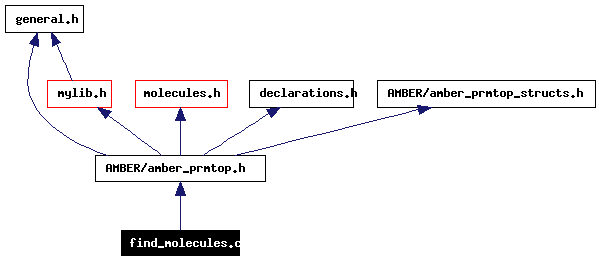 general.h
mylib.h
molecules.h
declarations.h
AMBER/amber_prmtop_structs.h
AMBER/amber_prmtop.h
find_molecules.c